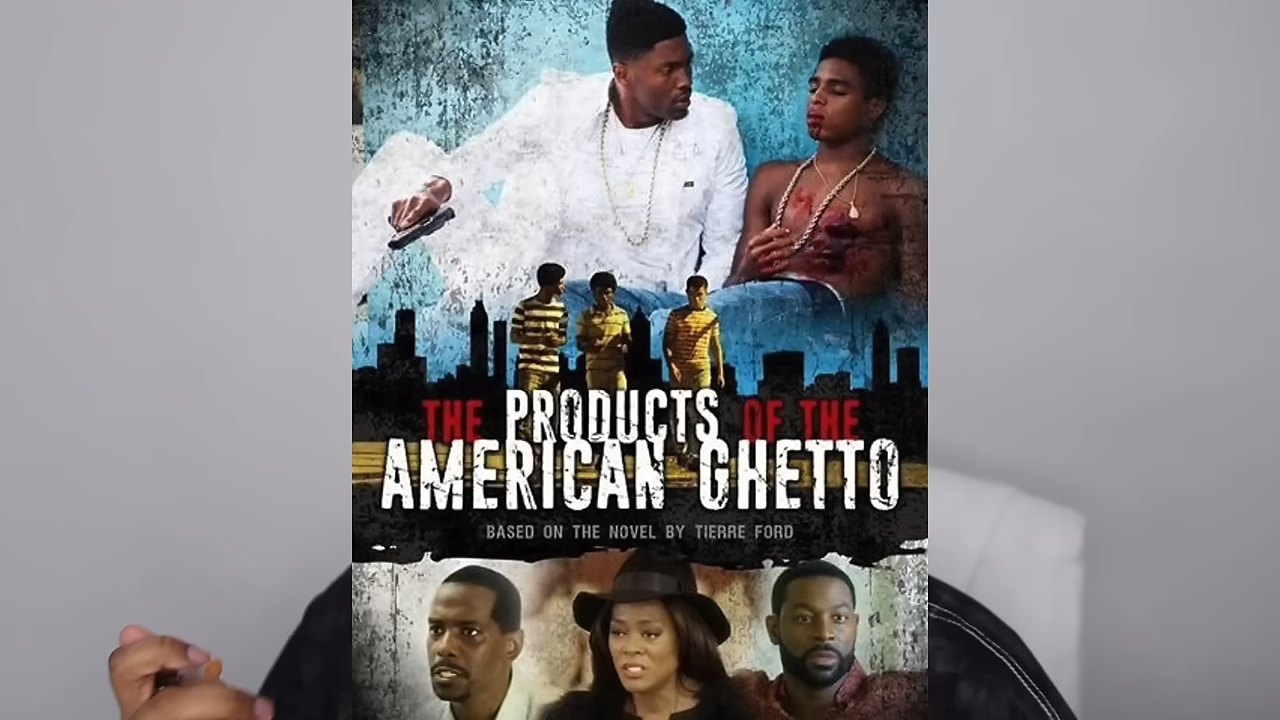 THE PRODUCTS OF THE
AMERICAN GHETTO
BASED ON THE NOVEL BY TIERRE FORD